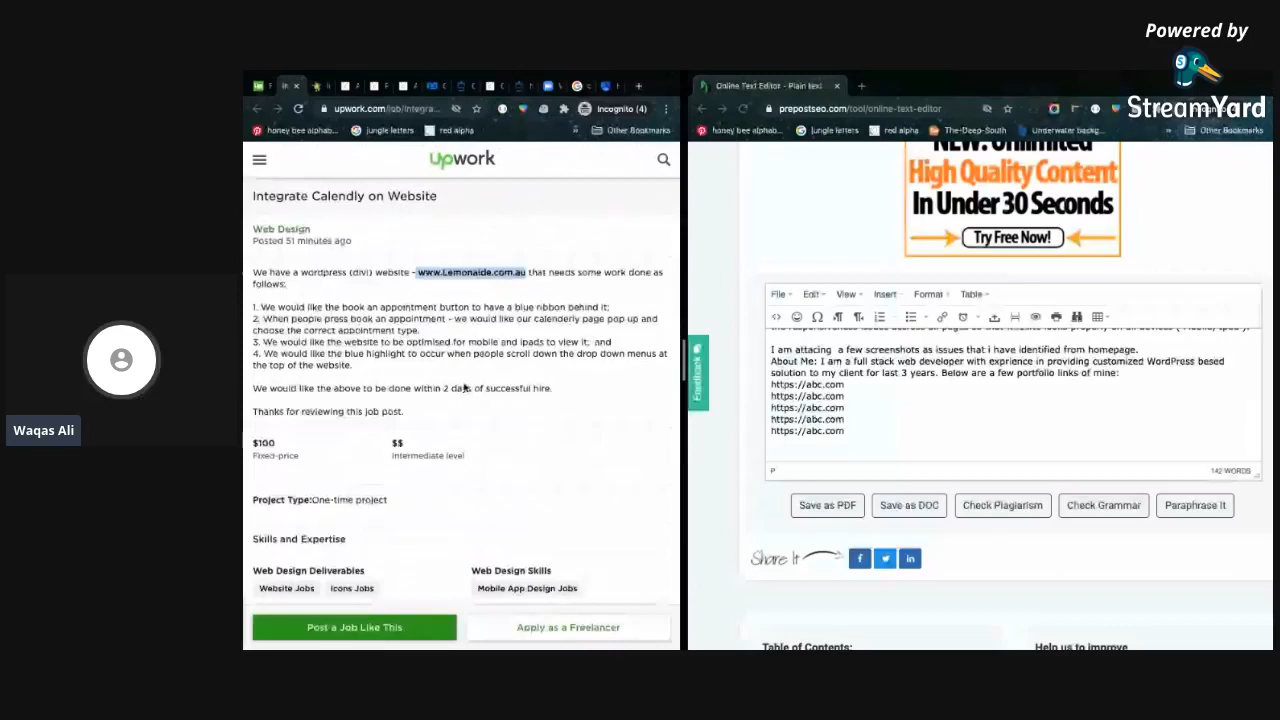 Powered by
StreamYard
Online Text Editor - Plain text
upwork.com/job/Integra...
Incognito (4)
prepostseo.com/tool/online-text-editor
honey bee alphab...
jungle letters
red alpha
»
Other Bookmarks
honey bee alphab...
jungle letters
red alpha
The-Deep-South
Underwater backg...
»
Other Bookmarks
upwork
Integrate Calendly on Website
Web Design
Posted 51 minutes ago
We have a wordpress (divi) website - www.Lemonaide.com.au that needs some work done as
follows:
1. We would like the book an appointment button to have a blue ribbon behind it;
2. When people press book an appointment - we would like our calenderly page pop up and
choose the correct appointment type.
3. We would like the website to be optimised for mobile and ipads to view it; and
4. We would like the blue highlight to occur when people scroll down the drop down menus at
the top of the website.
We would like the above to be done within 2 days of successful hire.
Thanks for reviewing this job post.
$100
$$
Fixed-price
Intermediate level
Project Type:One-time project
Skills and Expertise
Web Design Deliverables
Web Design Skills
Website Jobs
Icons Jobs
Mobile App Design Jobs
Post a Job Like This
Apply as a Freelancer
NEW: Unlimited
High Quality Content
In Under 30 Seconds
Try Free Now!
File
Edit
View
Insert
Format
Table
I am attacing a few screenshots as issues that i have identified from homepage.
About Me: I am a full stack web developer with exprience in providing customized WordPress besed
solution to my client for last 3 years. Below are a few portfolio links of mine:
https://abc.com
https://abc.com
https://abc.com
https://abc.com
https://abc.com
P
142 WORDS
Save as PDF
Save as DOC
Check Plagiarism
Check Grammar
Paraphrase It
Share It
Feedback
Table of Contents:
Help us to improve
Waqas Ali